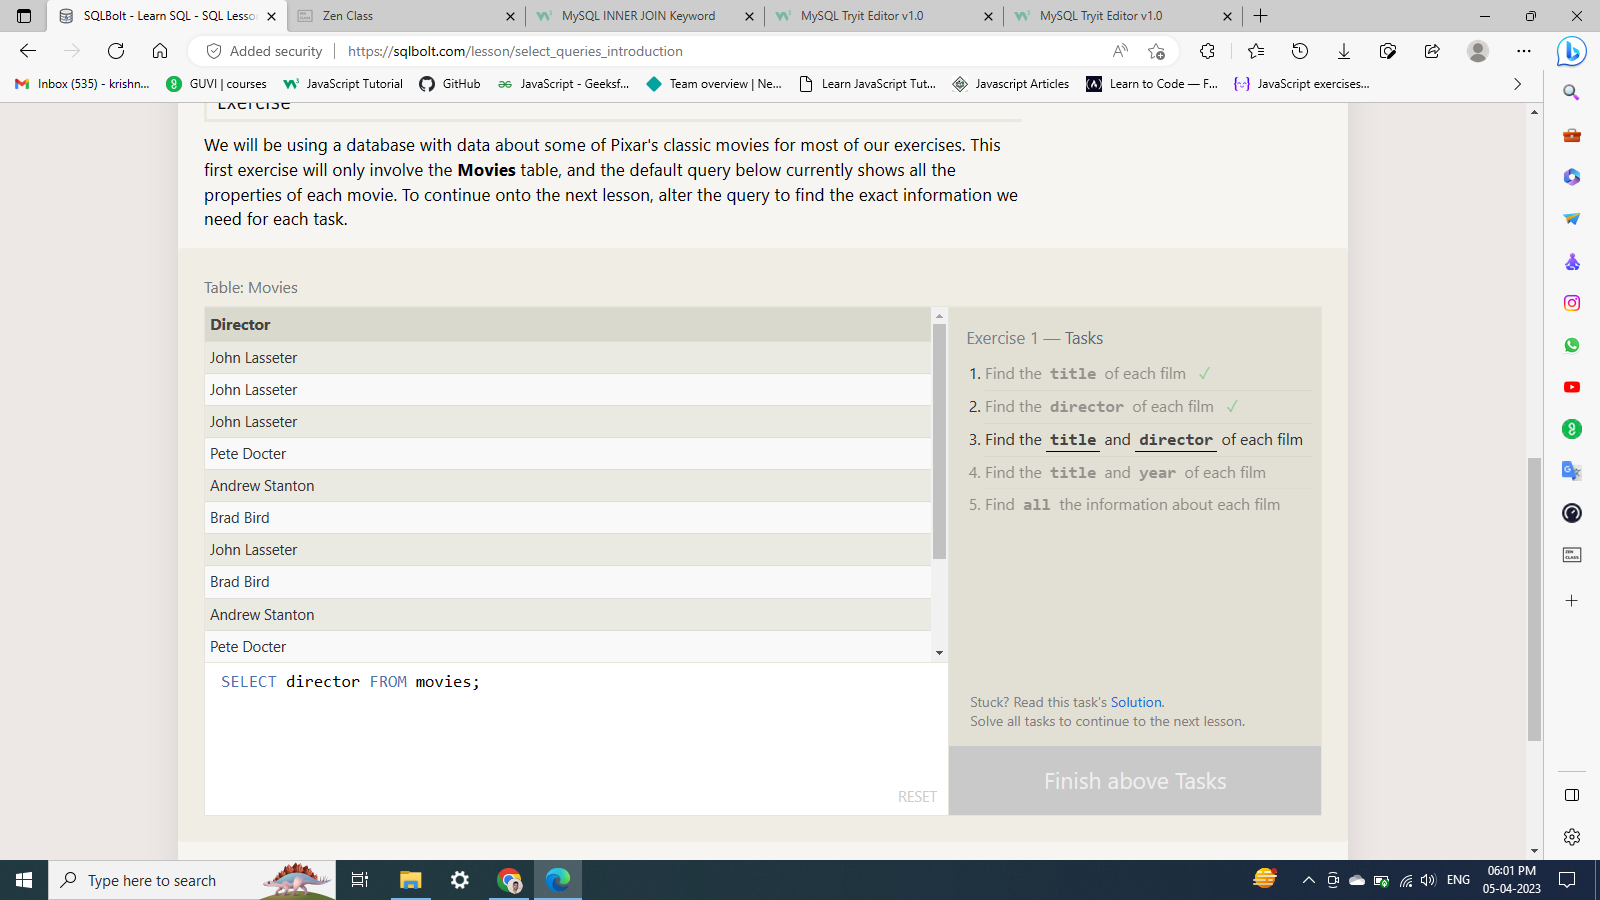 SQLBolt - Learn SQL - SQL Lesso
Zen Class
MySQL INNER JOIN Keyword
MySQL Tryit Editor v1.0
MySQL Tryit Editor v1.0
Added security
https://sqlbolt.com/lesson/select_queries_introduction
Inbox (535) - krishn...
GUVI | courses
JavaScript Tutorial
GitHub
JavaScript - Geeksf...
Team overview | Ne...
Learn JavaScript Tut...
Javascript Articles
Learn to Code — F...
JavaScript exercises...
Exercise
We will be using a database with data about some of Pixar's classic movies for most of our exercises. This
first exercise will only involve the Movies table, and the default query below currently shows all the
properties of each movie. To continue onto the next lesson, alter the query to find the exact information we
need for each task.
Table: Movies
Director
John Lasseter
John Lasseter
John Lasseter
Pete Docter
Andrew Stanton
Brad Bird
John Lasseter
Brad Bird
Andrew Stanton
Pete Docter
SELECT director FROM movies;
RESET
Exercise 1 — Tasks
1. Find the title of each film ✓
2. Find the director of each film ✓
3. Find the title and director of each film
4. Find the title and year of each film
5. Find all the information about each film
Stuck? Read this task's Solution.
Solve all tasks to continue to the next lesson.
Finish above Tasks
Type here to search
ENG
06:01 PM
05-04-2023